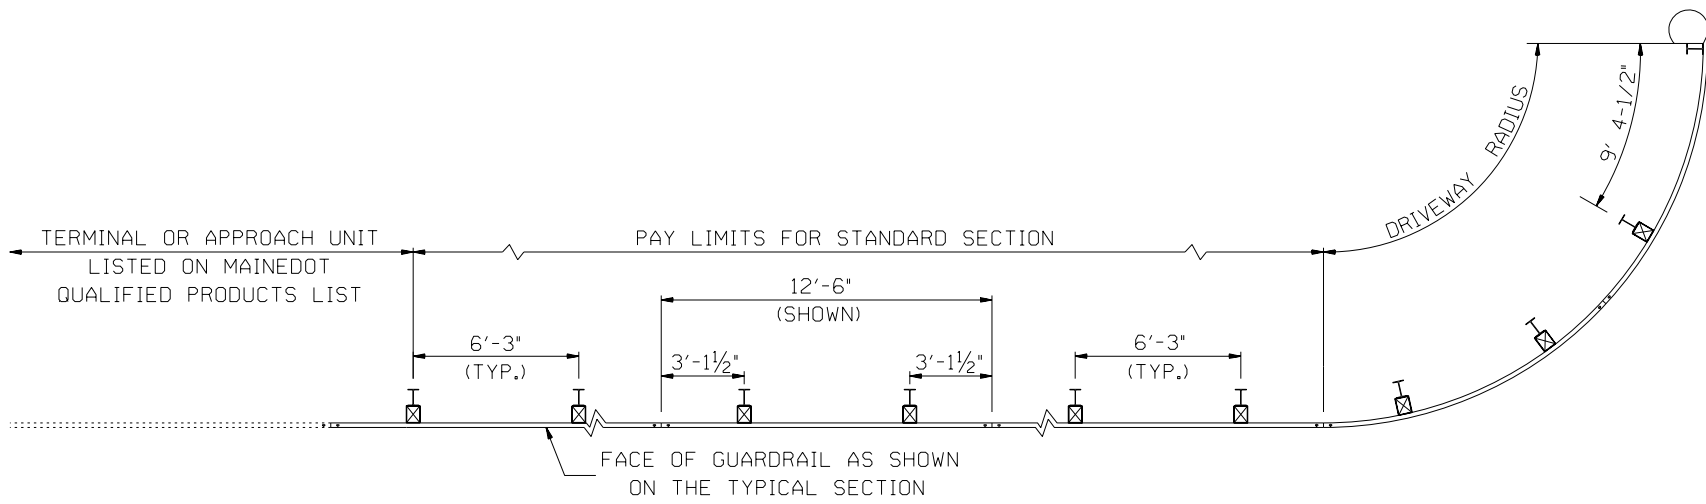 TERMINAL OR APPROACH UNIT
LISTED ON MAINEDOT
QUALIFIED PRODUCTS LIST
PAY LIMITS FOR STANDARD SECTION
DRIVEWAY RADIUS
9' 4-1/2"
12'-6"
(SHOWN)
6'-3"
(TYP.)
3'-1½"
3'-1½"
6'-3"
(TYP.)
FACE OF GUARDRAIL AS SHOWN
ON THE TYPICAL SECTION